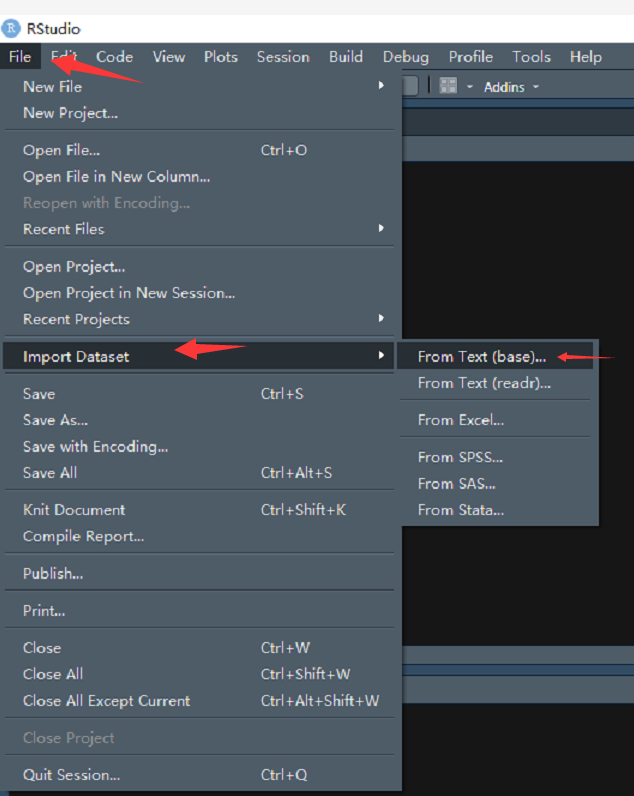 R RStudio
File Edit Code View Plots Session Build Debug Profile Tools Help
New File
Addins
New Project...
Open File... Ctrl+O
Open File in New Column...
Reopen with Encoding...
Recent Files
Open Project...
Open Project in New Session...
Recent Projects
Import Dataset
From Text (base)...
From Text (readr)...
From Excel...
From SPSS...
From SAS...
From Stata...
Save Ctrl+S
Save As...
Save with Encoding...
Save All Ctrl+Alt+S
Knit Document Ctrl+Shift+K
Compile Report...
Publish...
Print...
Close Ctrl+W
Close All Ctrl+Shift+W
Close All Except Current Ctrl+Alt+Shift+W
Close Project
Quit Session... Ctrl+Q